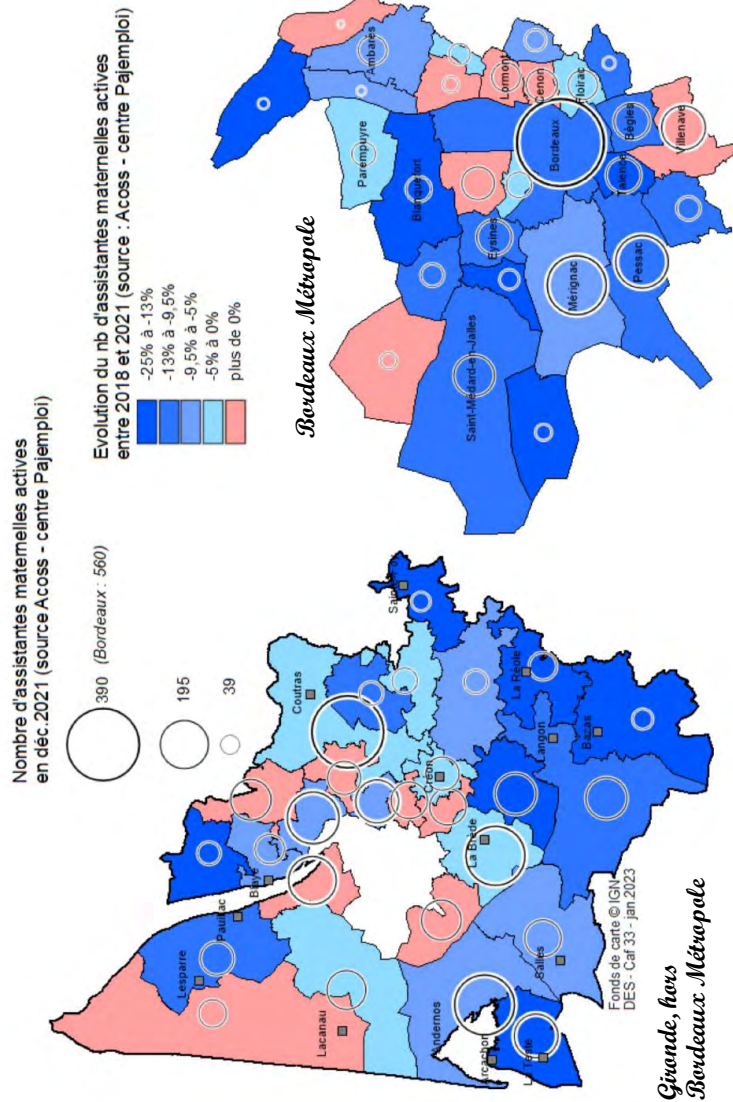 Nombre d'assistantes maternelles actives
en déc.2021 (source Acoss - centre Pajemploi)
390 (Bordeaux : 560)
195
39
Evolution du nb d'assistantes maternelles actives
entre 2018 et 2021 (source : Acoss - centre Pajemploi)
-25% à -13%
-13% à -9,5%
-9,5% à -5%
-5% à 0%
plus de 0%
Bordeaux Métropole
Ambarès
Parempuyre
Blanquefort
Lormont
Cenon
Floirac
Bordeaux
Eysines
Bègles
Talence
Villenave
Mérignac
Pessac
Saint-Médard-en-Jalles
Lesparre
Pauillac
Blaye
Coutras
Lacanau
Créon
La Brède
La Réole
Langon
Bazas
Andernos
Arcachon
La Teste
Salles
Fonds de carte © IGN
DES - Caf 33 - jan.2023
Gironde, hors
Bordeaux Métropole